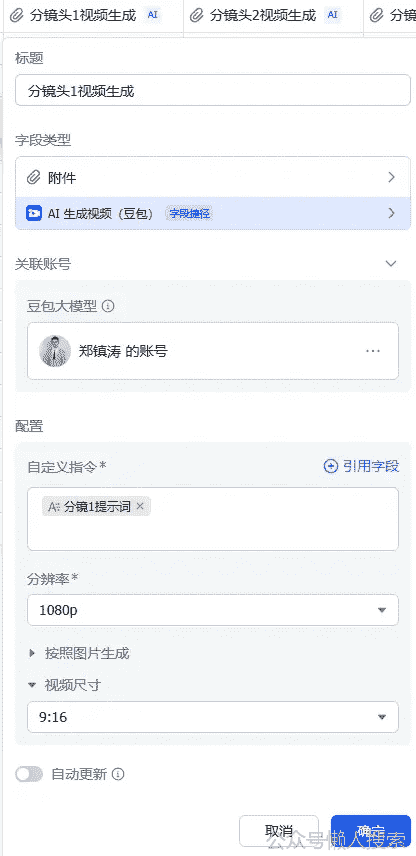 分镜头1视频生成 AI 分镜头2视频生成 AI 分镜
标题
分镜头1视频生成
字段类型
附件
AI 生成视频（豆包） 字段捷径
关联账号
豆包大模型
郑镇涛 的账号
配置
自定义指令* 引用字段
分镜1提示词
分辨率*
1080p
按照图片生成
视频尺寸
9:16
自动更新
取消 确定
公众号懒人搜索